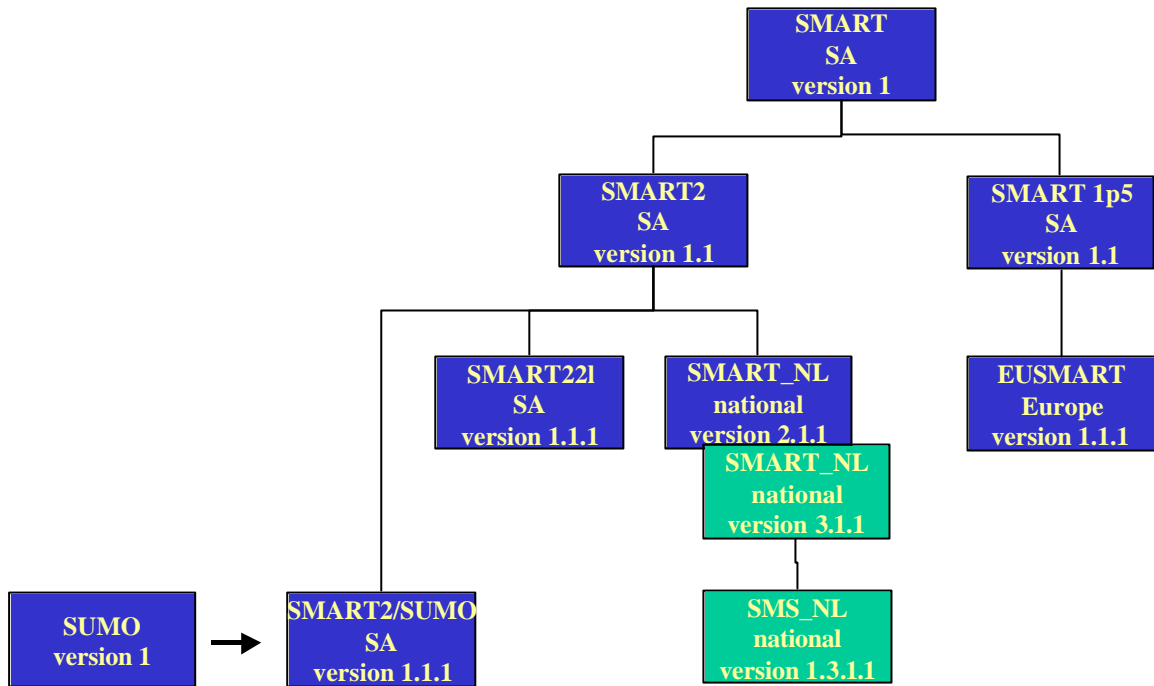 SMART
SA
version 1
SMART2
SA
version 1.1
SMART 1p5
SA
version 1.1
SMART22l
SA
version 1.1.1
SMART_NL
national
version 2.1.1
EUSMART
Europe
version 1.1.1
SMART_NL
national
version 3.1.1
SUMO
version 1
SMART2/SUMO
SA
version 1.1.1
SMS_NL
national
version 1.3.1.1